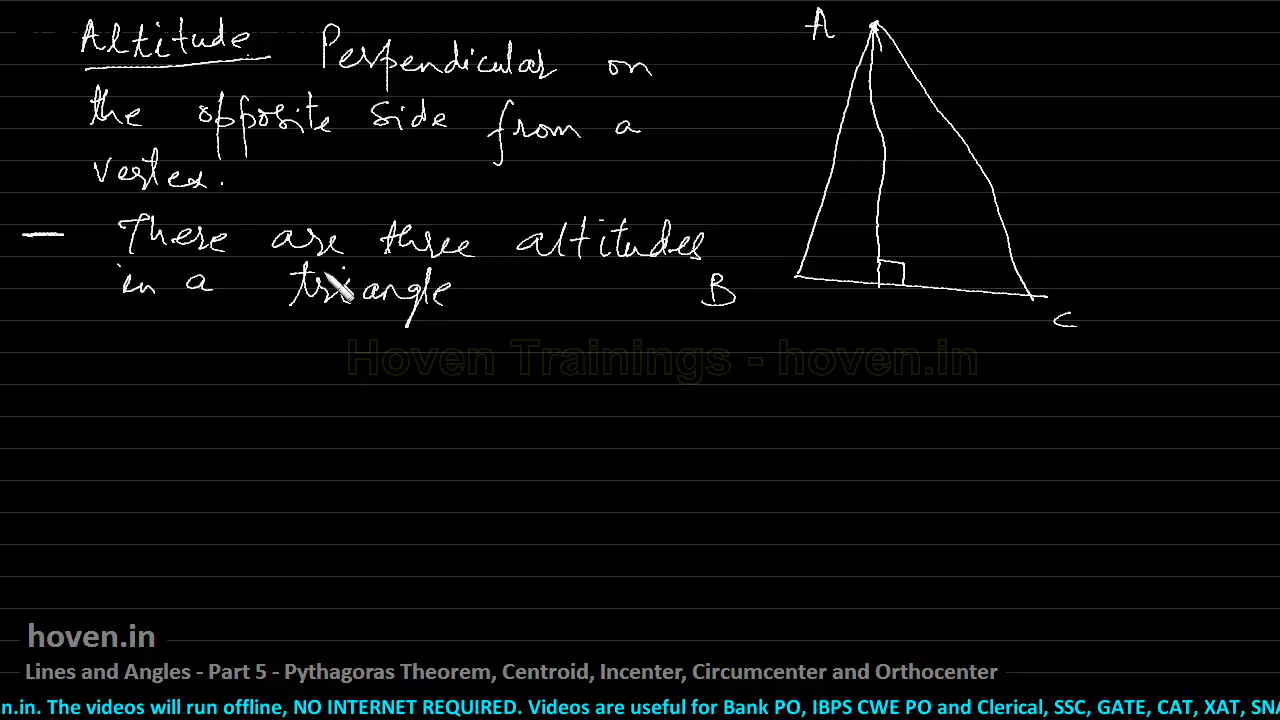 Altitude Perpendicular on
the opposite side from a
vertex.
— There are three altitudes
in a triangle
A
B
C
Hoven Trainings - hoven.in
hoven.in
Lines and Angles - Part 5 - Pythagoras Theorem, Centroid, Incenter, Circumcenter and Orthocenter
n.in. The videos will run offline, NO INTERNET REQUIRED. Videos are useful for Bank PO, IBPS CWE PO and Clerical, SSC, GATE, CAT, XAT, SNA